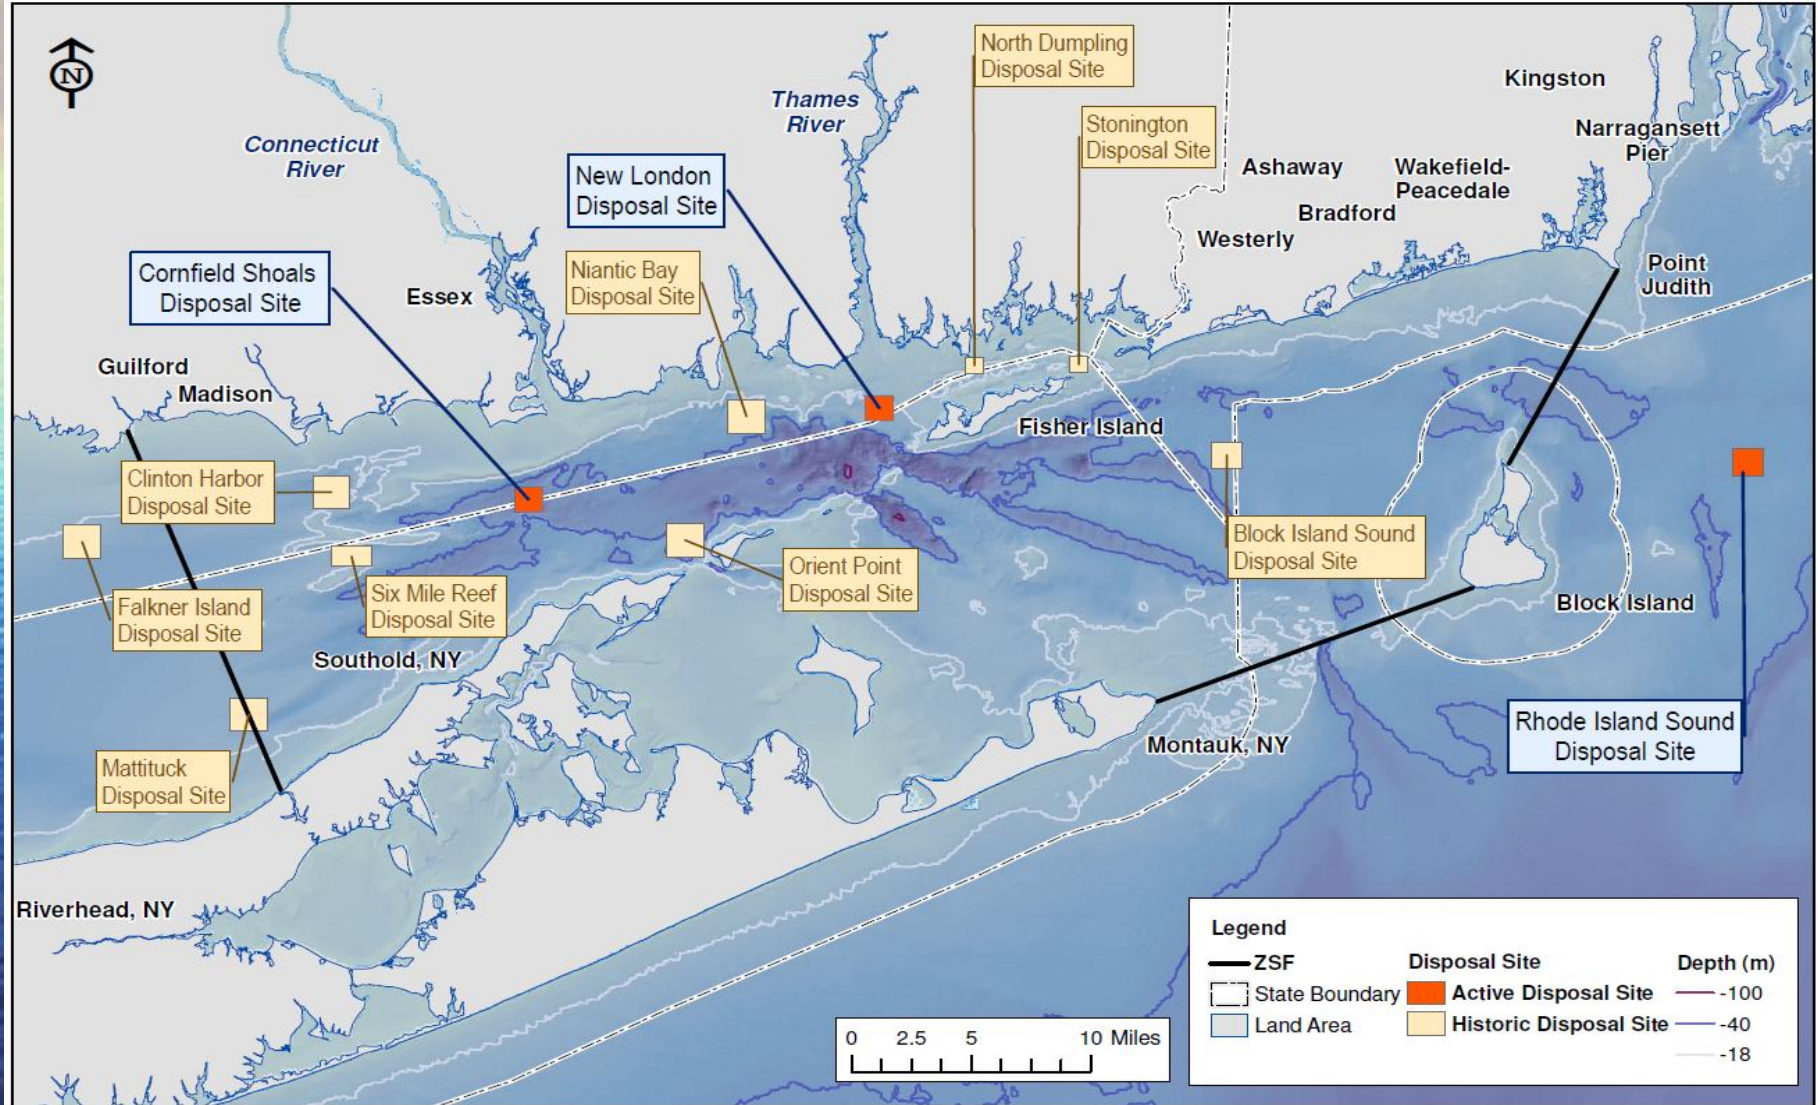 N
North Dumpling
Disposal Site
Kingston
Thames
River
Narragansett
Pier
Stonington
Disposal Site
Connecticut
River
New London
Disposal Site
Ashaway
Wakefield-
Peacedale
Bradford
Westerly
Cornfield Shoals
Disposal Site
Niantic Bay
Disposal Site
Essex
Point
Judith
Guilford
Madison
Fisher Island
Clinton Harbor
Disposal Site
Block Island Sound
Disposal Site
Orient Point
Disposal Site
Six Mile Reef
Disposal Site
Falkner Island
Disposal Site
Block Island
Southold, NY
Rhode Island Sound
Disposal Site
Montauk, NY
Mattituck
Disposal Site
Riverhead, NY
Legend
ZSF
State Boundary
Land Area
Disposal Site
Active Disposal Site
Historic Disposal Site
Depth (m)
-100
-40
-18
0 2.5 5 10 Miles